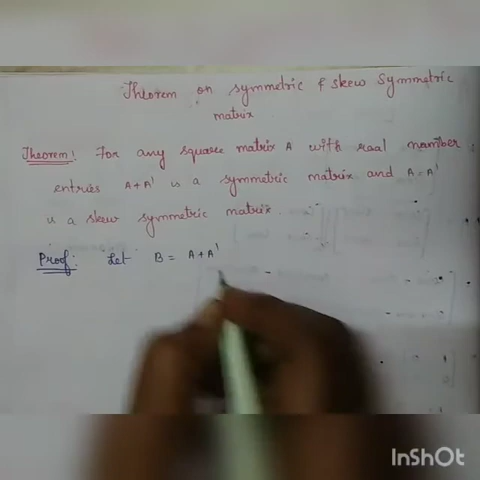 Theorem on symmetric & skew symmetric
matrix
Theorem: For any square matrix A with real number
entries A+A' is a symmetric matrix and A=A'
is a skew symmetric matrix.
Proof: Let B = A+A'
InShOt